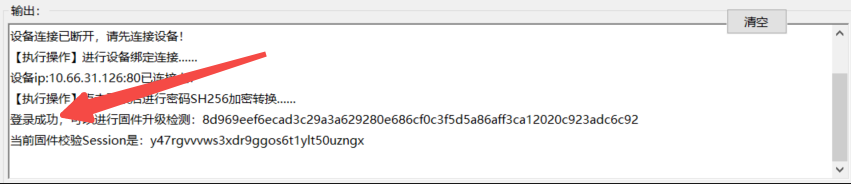 输出：
清空
设备连接已断开，请先连接设备！
【执行操作】进行设备绑定连接......
设备ip:10.66.31.126:80已连接
【执行操作】后进行密码SH256加密转换......
登录成功，可以进行固件升级检测：8d969eef6ecad3c29a3a629280e686cf0c3f5d5a86aff3ca12020c923adc6c92
当前固件校验Session是：y47rgvvvws3xdr9ggos6t1ylt50uzngx